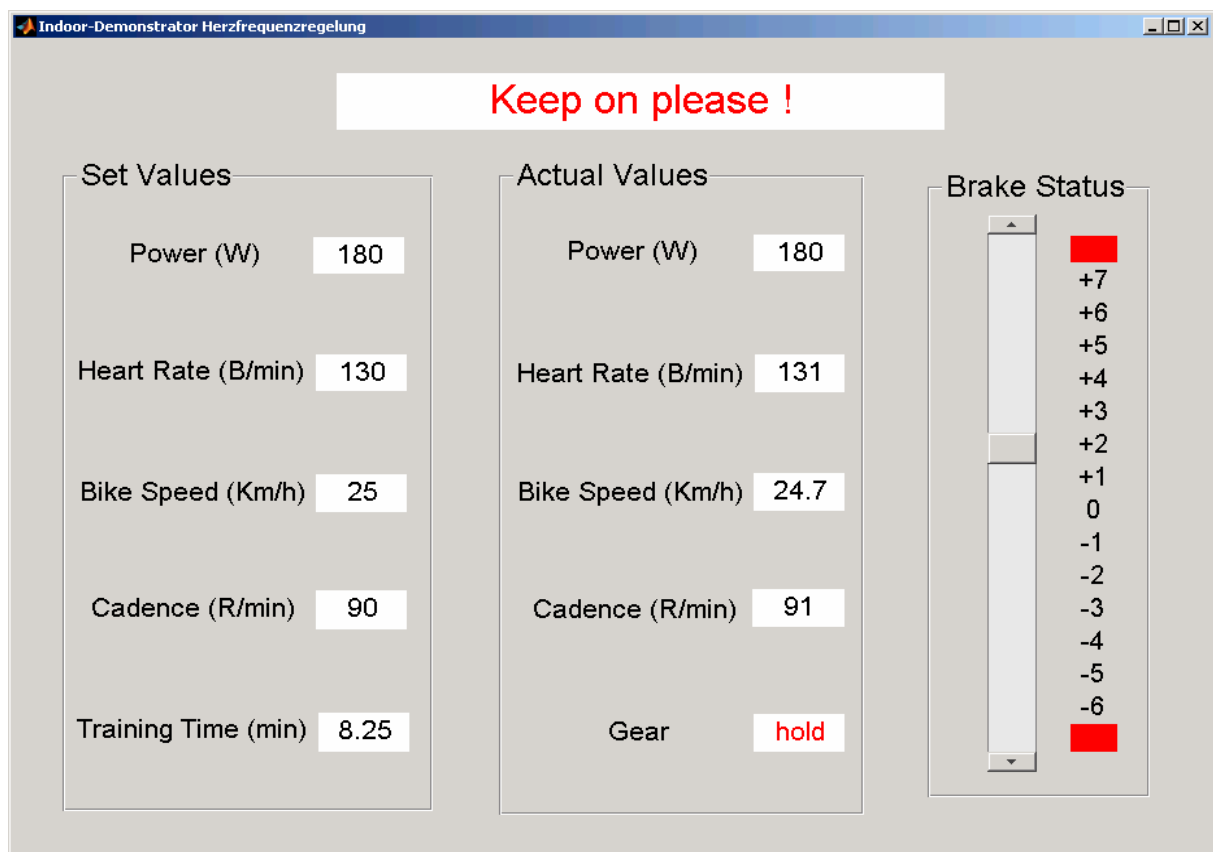 Indoor-Demonstrator Herzfrequenzregelung
Keep on please !
Set Values
Power (W) 180
Heart Rate (B/min) 130
Bike Speed (Km/h) 25
Cadence (R/min) 90
Training Time (min) 8.25
Actual Values
Power (W) 180
Heart Rate (B/min) 131
Bike Speed (Km/h) 24.7
Cadence (R/min) 91
Gear hold
Brake Status
+7
+6
+5
+4
+3
+2
+1
0
-1
-2
-3
-4
-5
-6